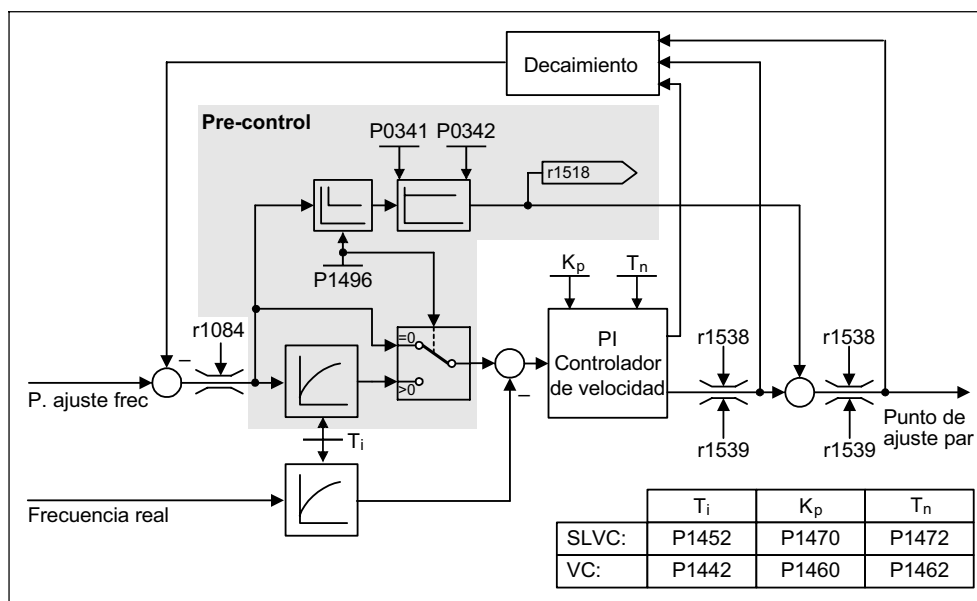 Decaimiento
Pre-control
P0341 P0342
r1518
P1496
Kp Tn
r1084
=0
>0
PI
Controlador
de velocidad
r1538 r1538
–
–
P. ajuste frec
Ti
r1539 r1539
Punto de
ajuste par
Frecuencia real
Ti Kp Tn
SLVC: P1452 P1470 P1472
VC: P1442 P1460 P1462